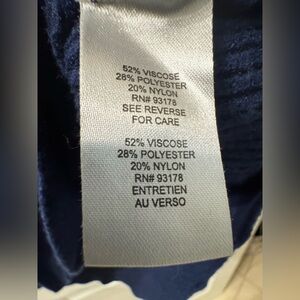 52% VISCOSE
28% POLYESTER
20% NYLON
RN# 93178
SEE REVERSE
FOR CARE
52% VISCOSE
28% POLYESTER
20% NYLON
RN# 93178
ENTRETIEN
AU VERSO